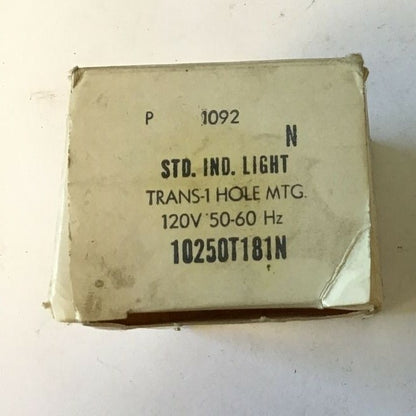 P 1092
N
STD. IND. LIGHT
TRANS-1 HOLE MTG.
120V 50-60 Hz
10250T181N